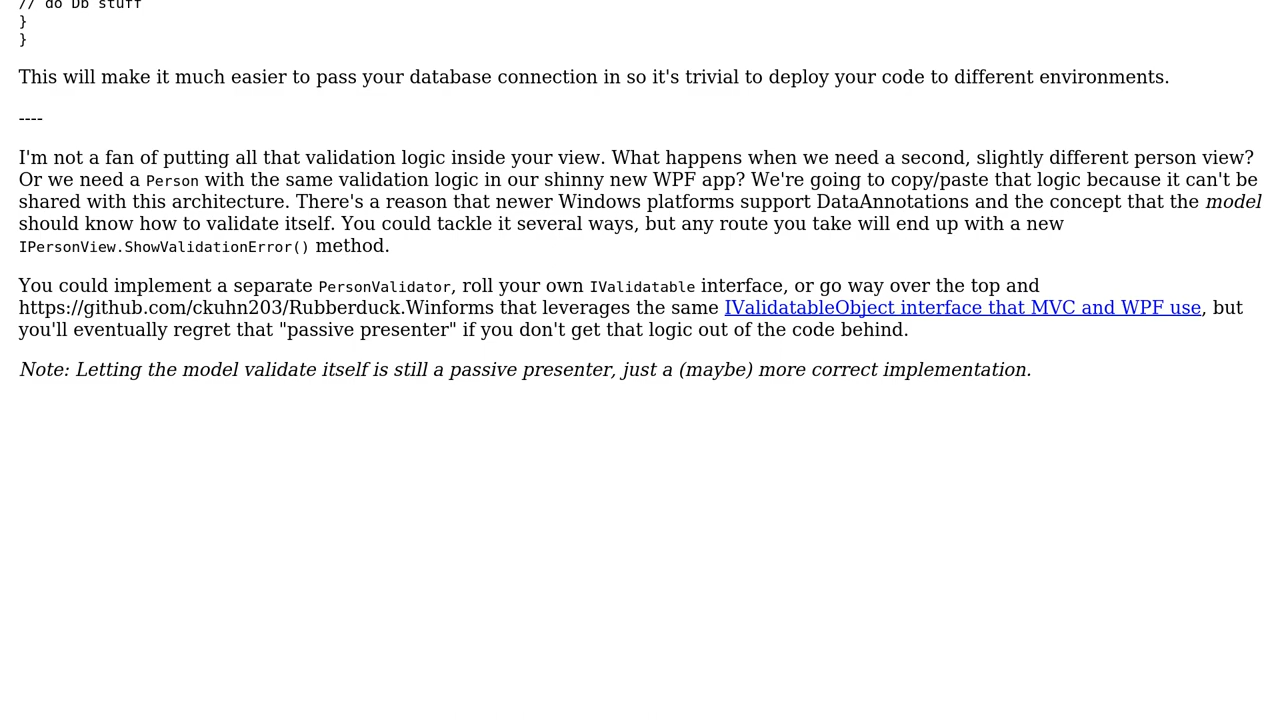 // do Db stuff
}
}
This will make it much easier to pass your database connection in so it's trivial to deploy your code to different environments.
----
I'm not a fan of putting all that validation logic inside your view. What happens when we need a second, slightly different person view?
Or we need a Person with the same validation logic in our shinny new WPF app? We're going to copy/paste that logic because it can't be
shared with this architecture. There's a reason that newer Windows platforms support DataAnnotations and the concept that the model
should know how to validate itself. You could tackle it several ways, but any route you take will end up with a new
IPersonView.ShowValidationError() method.
You could implement a separate PersonValidator, roll your own IValidatable interface, or go way over the top and
https://github.com/ckuhn203/Rubberduck.Winforms that leverages the same IValidatableObject interface that MVC and WPF use, but
you'll eventually regret that "passive presenter" if you don't get that logic out of the code behind.
Note: Letting the model validate itself is still a passive presenter, just a (maybe) more correct implementation.